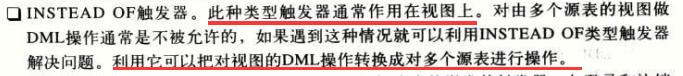 ❑ INSTEAD OF触发器。此种类型触发器通常作用在视图上。对由多个源表的视图做
DML操作通常是不被允许的，如果遇到这种情况就可以利用INSTEAD OF类型触发器
解决问题。利用它可以把对视图的DML操作转换成对多个源表进行操作。